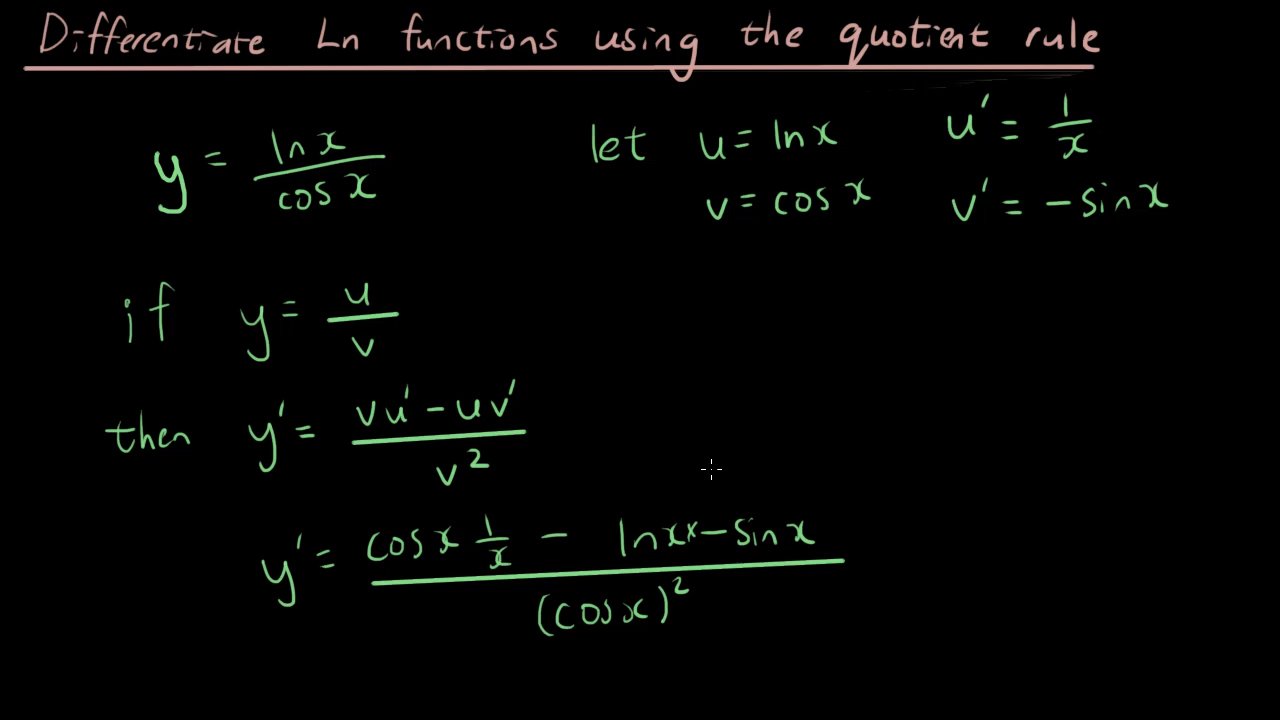 Differentiate Ln functions using the quotient rule
y = ln x / cos x
let u = ln x u' = 1/x
v = cos x v' = - sin x
if y = u / v
then y' = vu' - uv' / v²
y' = cos x 1/x - ln x × - sin x / (cos x)²